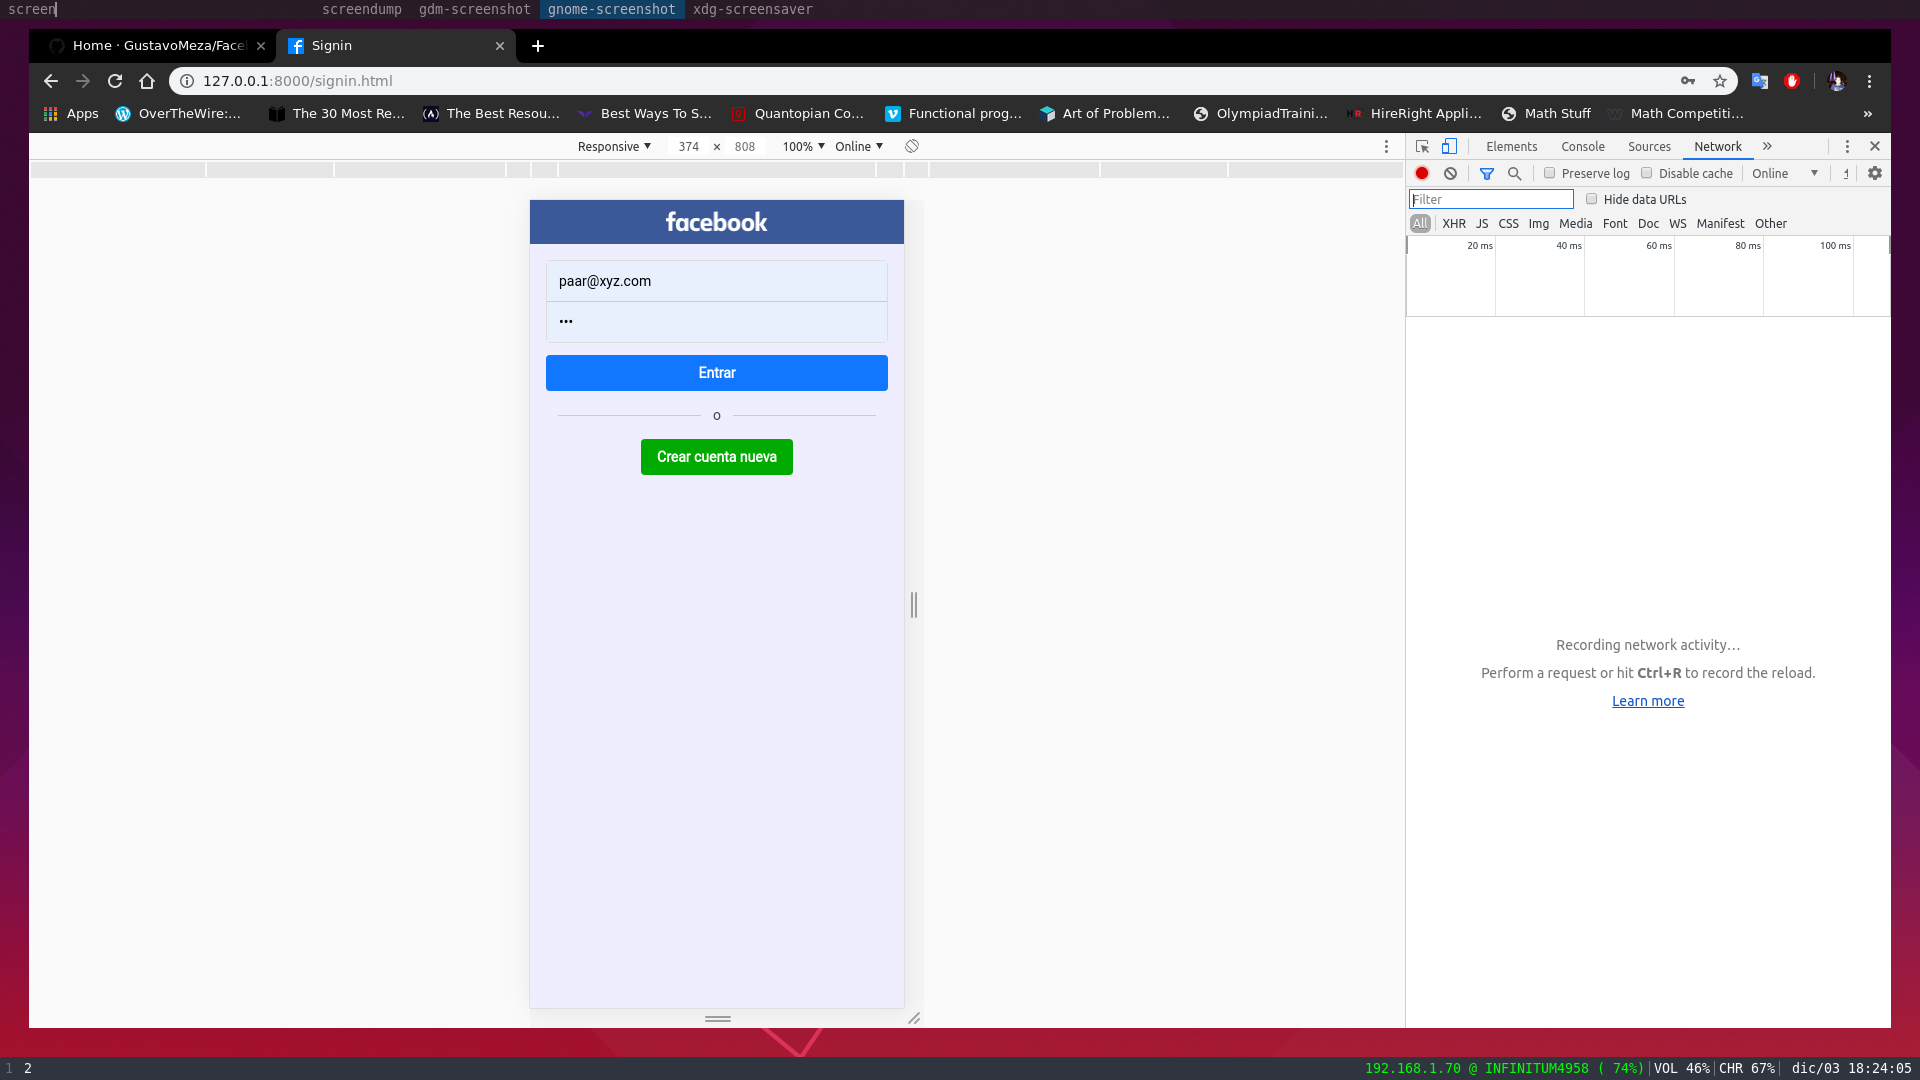 screen screendump gdm-screenshot gnome-screenshot xdg-screensaver
Home · GustavoMeza/Face Signin
127.0.0.1:8000/signin.html
Apps OverTheWire:... The 30 Most Re... The Best Resou... Best Ways To S... Quantopian Co... Functional prog... Art of Problem... OlympiadTraini... HireRight Appli... Math Stuff Math Competiti... »
Responsive 374 × 808 100% Online
Elements Console Sources Network »
Preserve log Disable cache Online
Filter Hide data URLs
All XHR JS CSS Img Media Font Doc WS Manifest Other
20 ms 40 ms 60 ms 80 ms 100 ms
facebook
paar@xyz.com
•••
Entrar
o
Crear cuenta nueva
Recording network activity…
Perform a request or hit Ctrl+R to record the reload.
Learn more
1 2 192.168.1.70 @ INFINITUM4958 ( 74%) VOL 46% CHR 67% dic/03 18:24:05